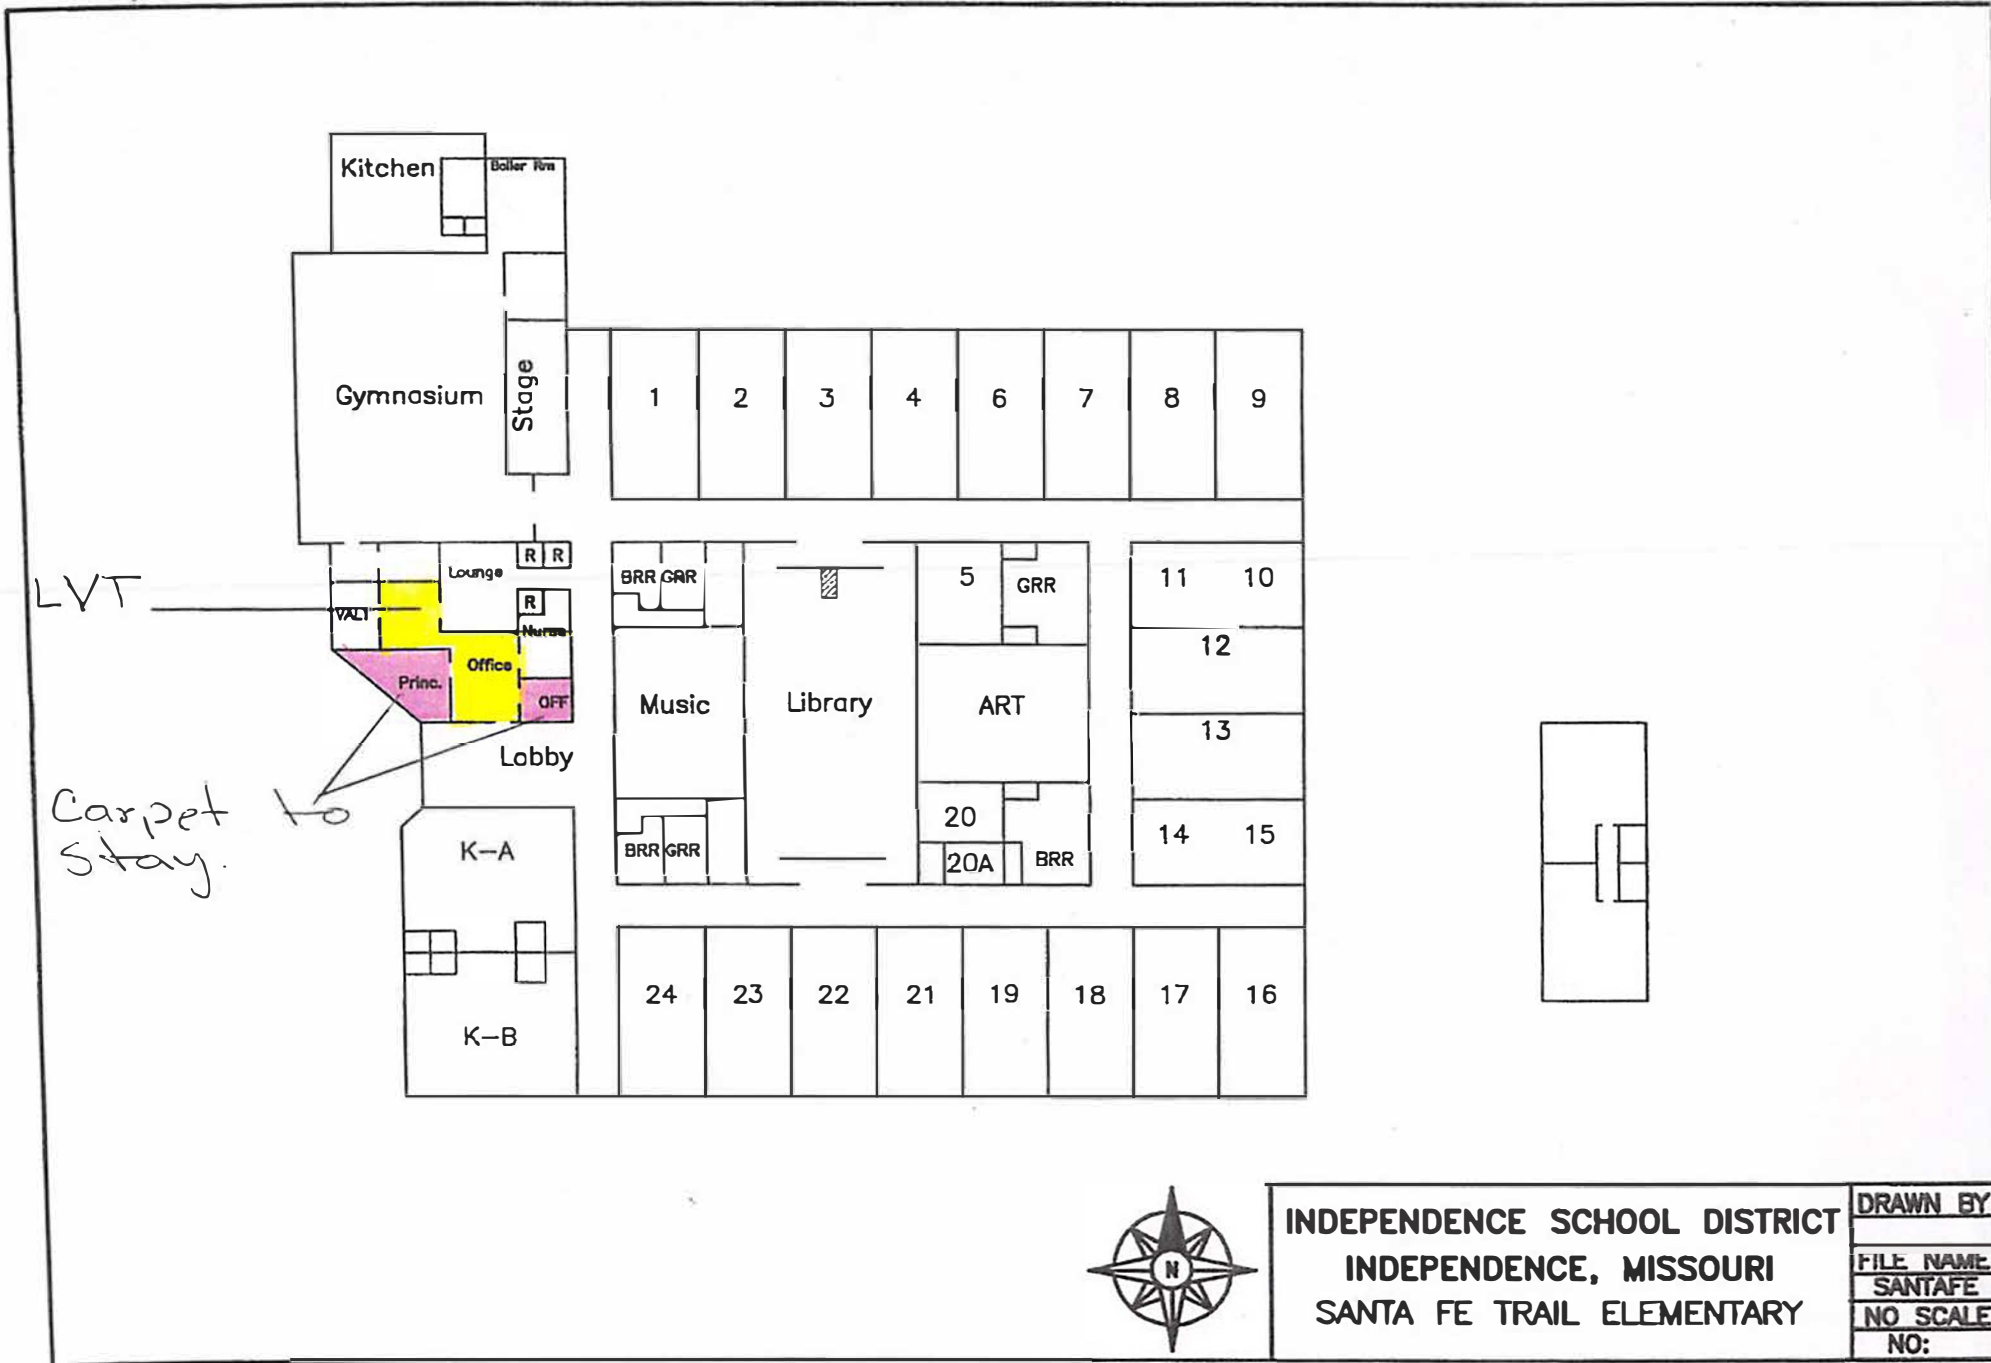 Kitchen
Boiler Rm
Gymnasium
Stage
1 2 3 4 6 7 8 9
R R
Lounge
BRR GRR
5
GRR
11 10
LVT
R
VALT
Nurse
12
Office
Princ.
OFF
Music
Library
ART
13
Lobby
Carpet to
Stay.
20
14 15
K-A
BRR GRR
20A
BRR
24 23 22 21 19 18 17 16
K-B
N
INDEPENDENCE SCHOOL DISTRICT
INDEPENDENCE, MISSOURI
SANTA FE TRAIL ELEMENTARY
DRAWN BY
FILE NAME
SANTAFE
NO SCALE
NO: